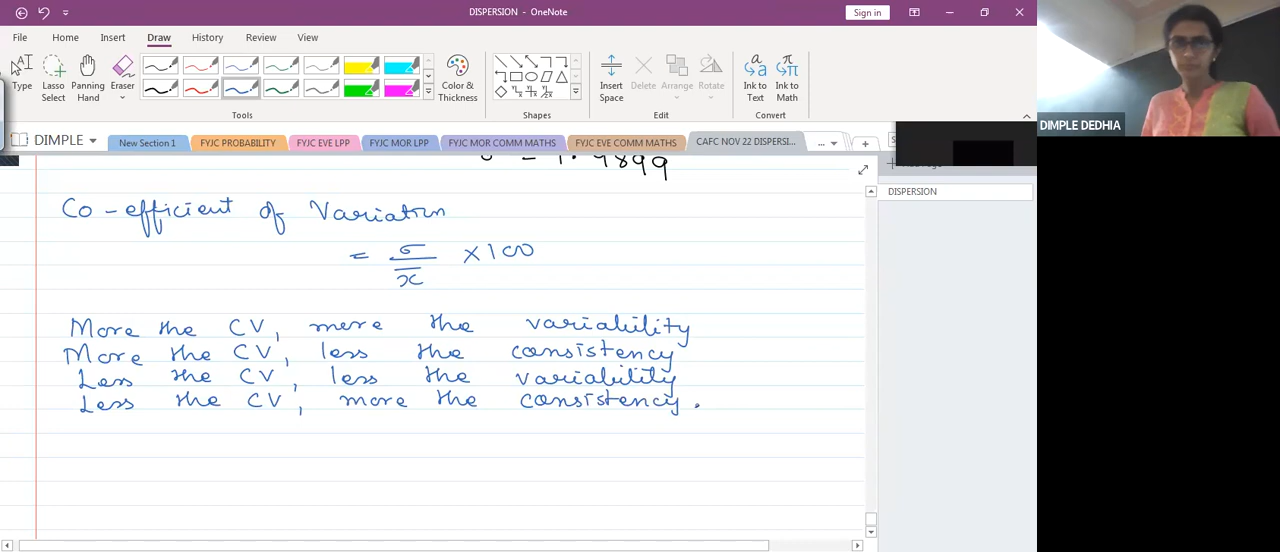 DISPERSION - OneNote
Sign in
File Home Insert Draw History Review View
Type
Lasso Select
Panning Hand
Eraser
Color & Thickness
Insert Space
Delete
Arrange
Rotate
Ink to Text
Ink to Math
Tools
Shapes
Edit
Convert
DIMPLE
New Section 1
FYJC PROBABILITY
FYJC EVE LPP
FYJC MOR LPP
FYJC MOR COMM MATHS
FYJC EVE COMM MATHS
CAFC NOV 22 DISPERSI...
DIMPLE DEDHIA
DISPERSION
Co-efficient of Variation
= σ / x̄ × 100
More the CV, more the variability
More the CV, less the consistency
Less the CV, less the variability
Less the CV, more the consistency.